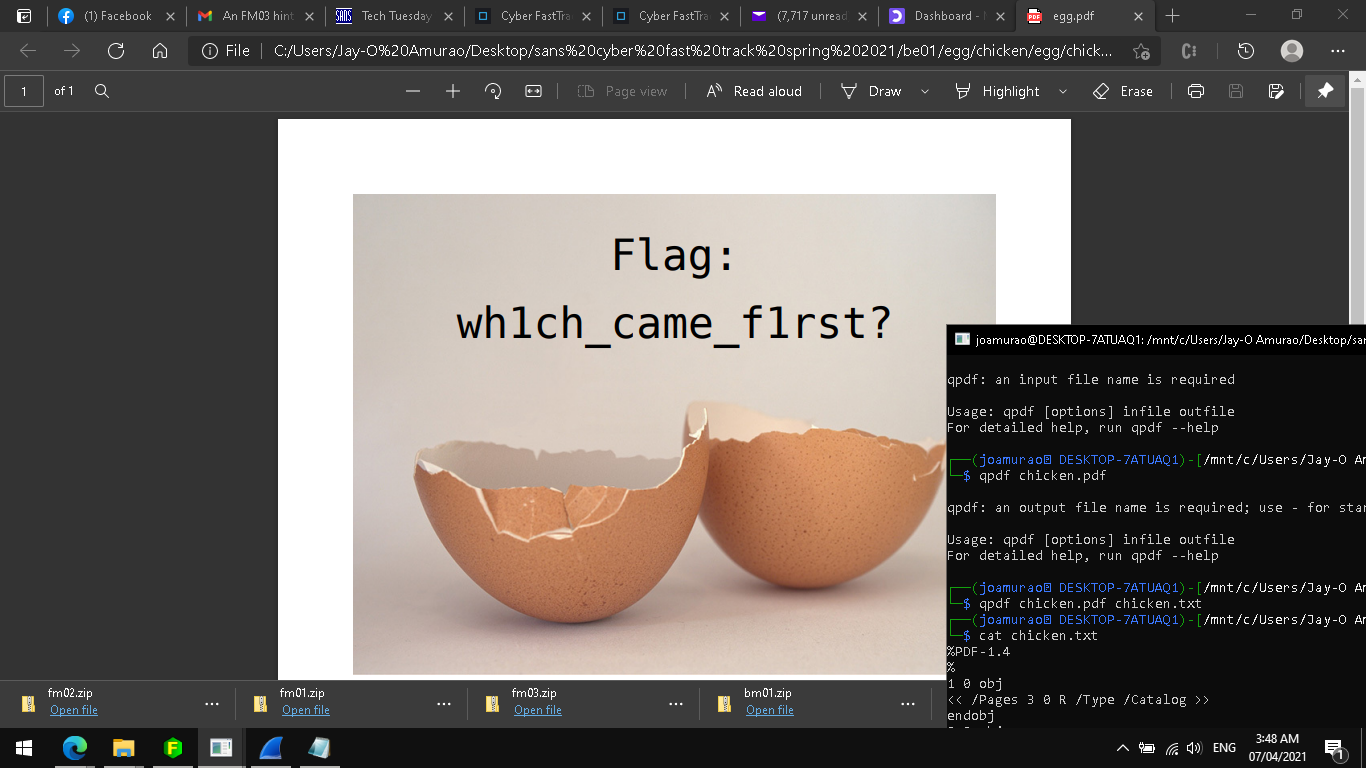 (1) Facebook
An FM03 hint
SANS
Tech Tuesday
Cyber FastTra
Cyber FastTra
(7,717 unread
Dashboard - N
PDF
egg.pdf
File
C:/Users/Jay-O%20Amurao/Desktop/sans%20cyber%20fast%20track%20spring%202021/be01/egg/chicken/egg/chick...
1
of 1
Page view
Read aloud
Draw
Highlight
Erase
Flag:
wh1ch_came_f1rst?
joamurao@DESKTOP-7ATUAQ1: /mnt/c/Users/Jay-O Amurao/Desktop/san
qpdf: an input file name is required
Usage: qpdf [options] infile outfile
For detailed help, run qpdf --help
(joamurao DESKTOP-7ATUAQ1)-[/mnt/c/Users/Jay-O Am
$ qpdf chicken.pdf
qpdf: an output file name is required; use - for stan
Usage: qpdf [options] infile outfile
For detailed help, run qpdf --help
(joamurao DESKTOP-7ATUAQ1)-[/mnt/c/Users/Jay-O Am
$ qpdf chicken.pdf chicken.txt
(joamurao DESKTOP-7ATUAQ1)-[/mnt/c/Users/Jay-O Am
$ cat chicken.txt
%PDF-1.4
%
1 0 obj
<< /Pages 3 0 R /Type /Catalog >>
endobj
fm02.zip
Open file
fm01.zip
Open file
fm03.zip
Open file
bm01.zip
Open file
ENG
3:48 AM
07/04/2021
1